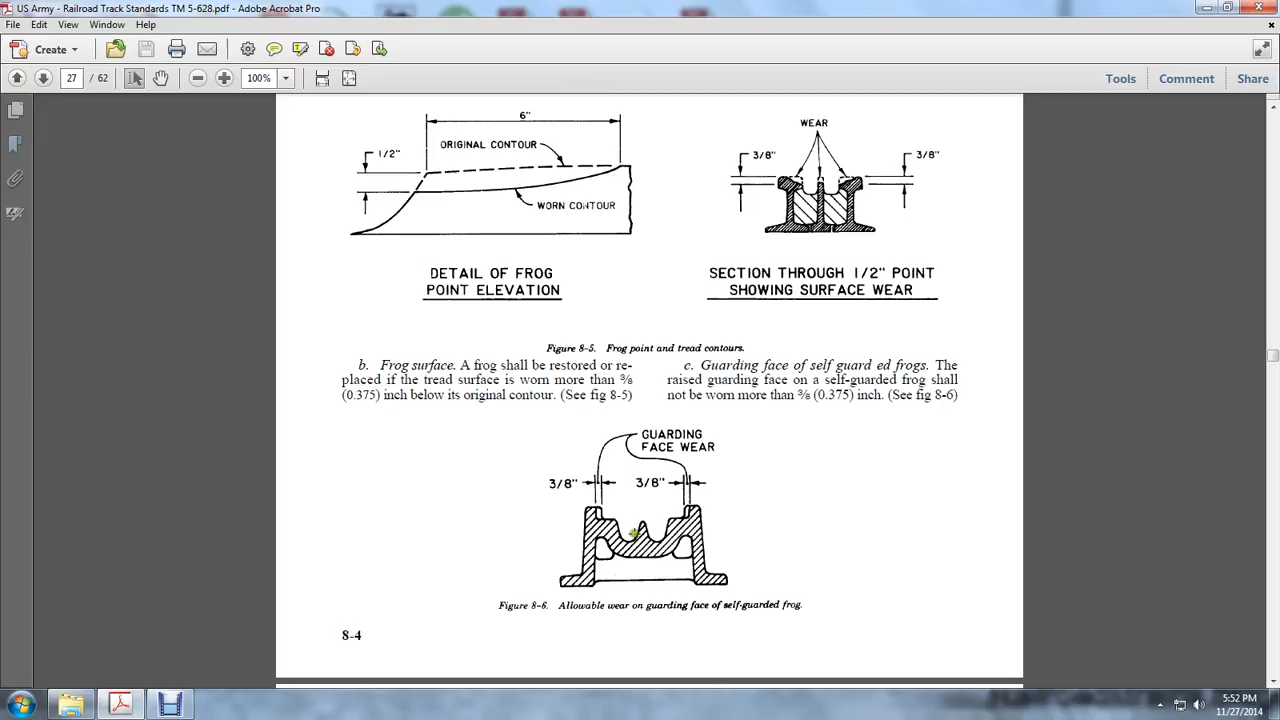 US Army - Railroad Track Standards TM 5-628.pdf - Adobe Acrobat Pro
File Edit View Window Help
Create
27 / 62 100% Tools Comment Share
6"
1/2"
ORIGINAL CONTOUR
WORN CONTOUR
DETAIL OF FROG
POINT ELEVATION
WEAR
3/8" 3/8"
SECTION THROUGH 1/2" POINT
SHOWING SURFACE WEAR
Figure 8-5. Frog point and tread contours.
b. Frog surface. A frog shall be restored or re-
placed if the tread surface is worn more than ⅜
(0.375) inch below its original contour. (See fig 8-5)
c. Guarding face of self guard ed frogs. The
raised guarding face on a self-guarded frog shall
not be worn more than ⅜ (0.375) inch. (See fig 8-6)
GUARDING
FACE WEAR
3/8" 3/8"
Figure 8-6. Allowable wear on guarding face of self-guarded frog.
8-4
5:52 PM
11/27/2014